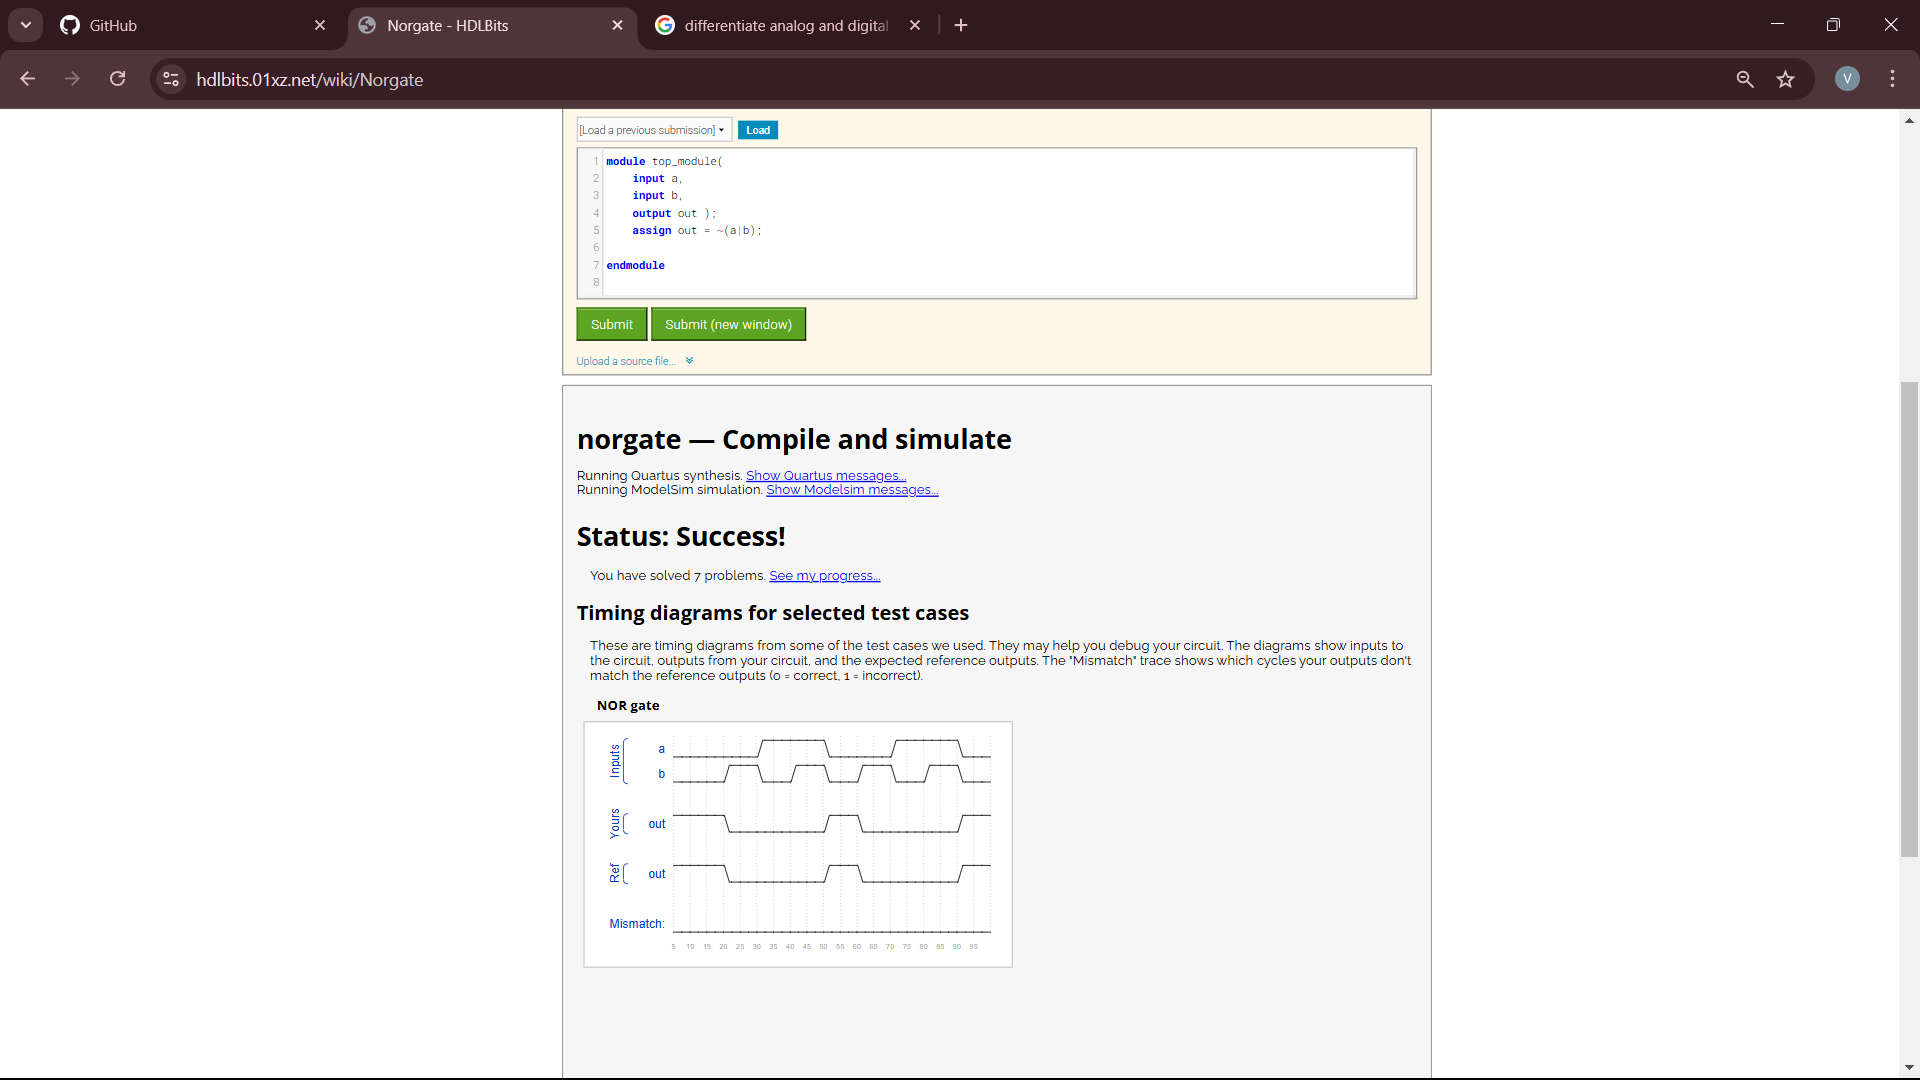 GitHub
Norgate - HDLBits
differentiate analog and digital
hdlbits.01xz.net/wiki/Norgate
V
[Load a previous submission]
Load
1 module top_module(
2 input a,
3 input b,
4 output out );
5 assign out = ~(a|b);
6
7 endmodule
8
Submit
Submit (new window)
Upload a source file...
norgate — Compile and simulate
Running Quartus synthesis. Show Quartus messages...
Running ModelSim simulation. Show Modelsim messages...
Status: Success!
You have solved 7 problems. See my progress...
Timing diagrams for selected test cases
These are timing diagrams from some of the test cases we used. They may help you debug your circuit. The diagrams show inputs to
the circuit, outputs from your circuit, and the expected reference outputs. The "Mismatch" trace shows which cycles your outputs don't
match the reference outputs (0 = correct, 1 = incorrect).
NOR gate
Inputs
a
b
Yours
out
Ref
out
Mismatch:
5 10 15 20 25 30 35 40 45 50 55 60 65 70 75 80 85 90 95